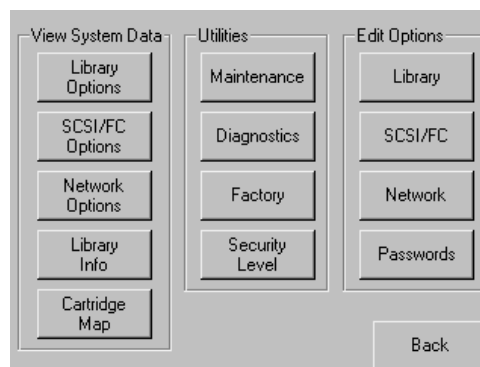 View System Data
Library
Options
SCSI/FC
Options
Network
Options
Library
Info
Cartridge
Map
Utilities
Maintenance
Diagnostics
Factory
Security
Level
Edit Options
Library
SCSI/FC
Network
Passwords
Back